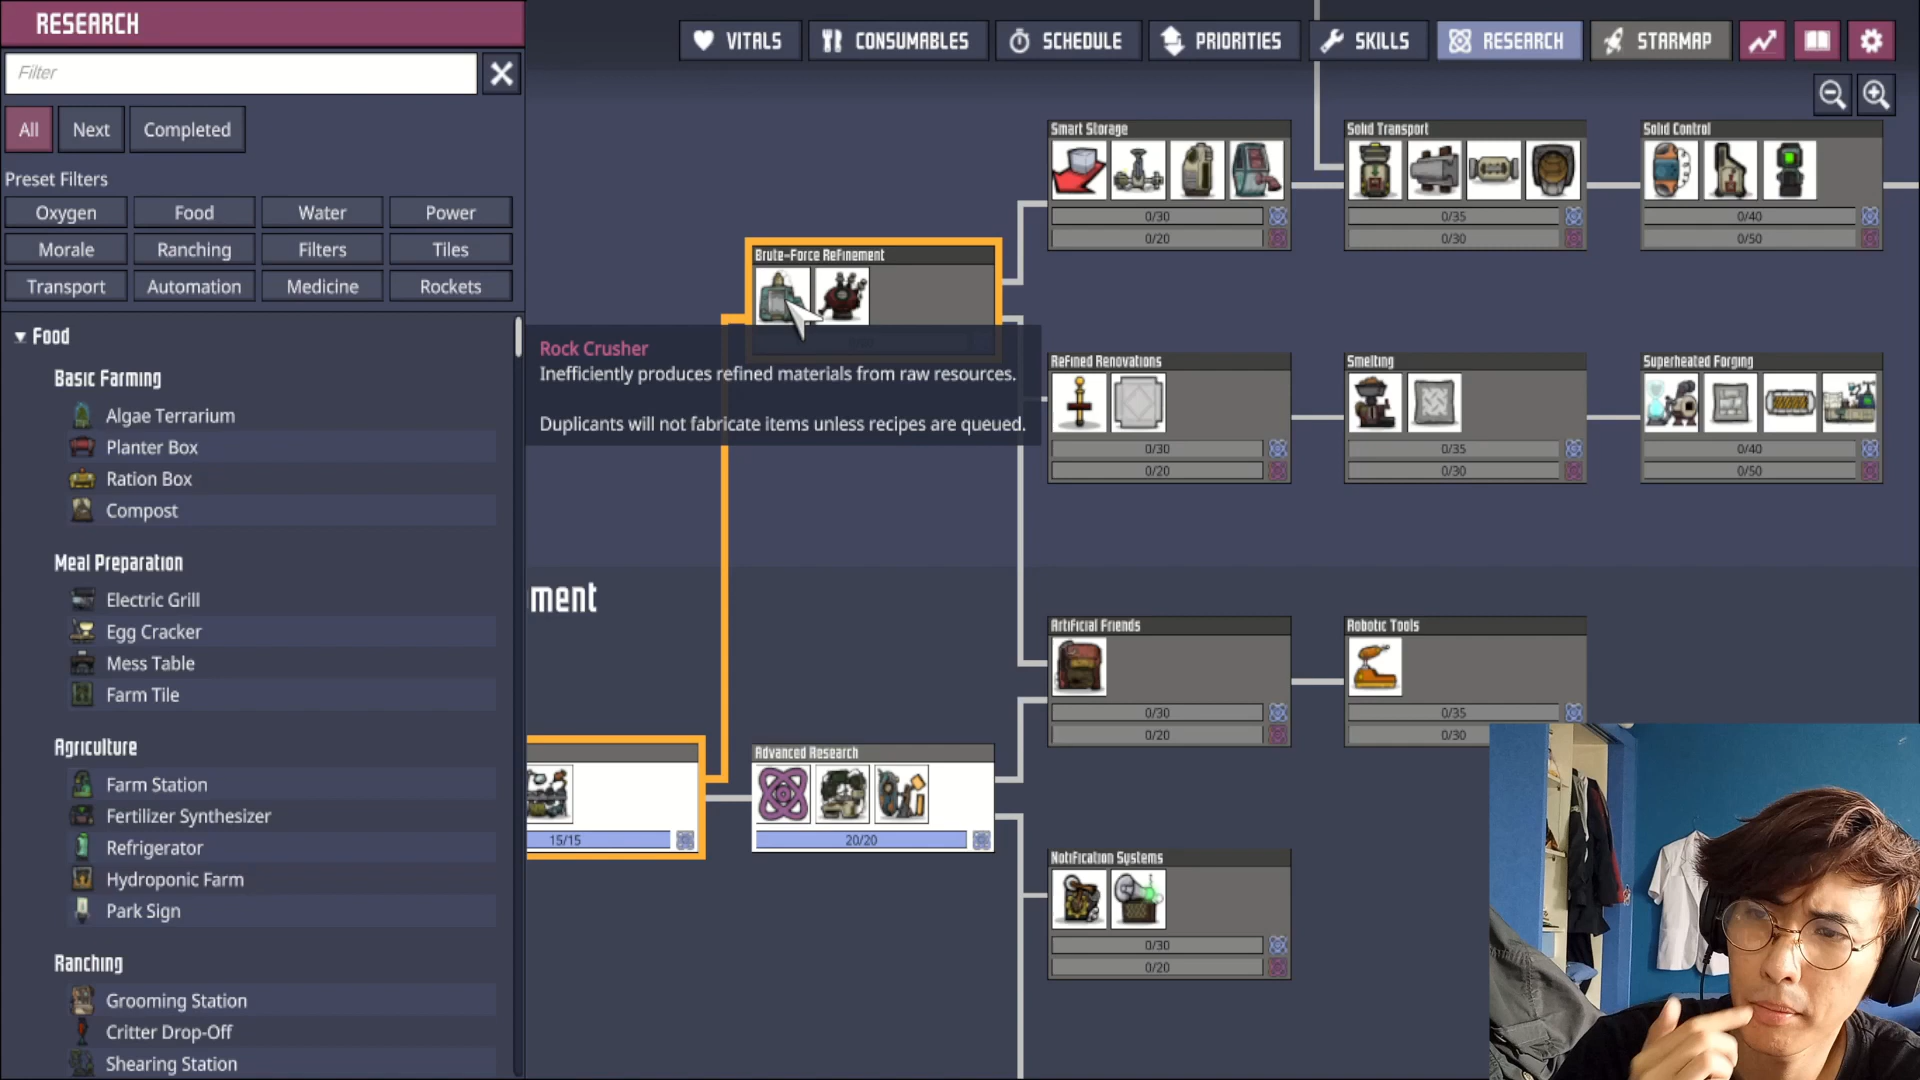 RESEARCH
VITALS
CONSUMABLES
SCHEDULE
PRIORITIES
SKILLS
RESEARCH
STARMAP
Filter
All
Next
Completed
Preset Filters
Oxygen
Food
Water
Power
Morale
Ranching
Filters
Tiles
Transport
Automation
Medicine
Rockets
Food
Basic Farming
Algae Terrarium
Planter Box
Ration Box
Compost
Meal Preparation
Electric Grill
Egg Cracker
Mess Table
Farm Tile
Agriculture
Farm Station
Fertilizer Synthesizer
Refrigerator
Hydroponic Farm
Park Sign
Ranching
Grooming Station
Critter Drop-Off
Shearing Station
Smart Storage
0/30
0/20
Solid Transport
0/35
0/30
Solid Control
0/40
0/50
Brute-Force Refinement
Rock Crusher
Inefficiently produces refined materials from raw resources.
Duplicants will not fabricate items unless recipes are queued.
Refined Renovations
0/30
0/20
Smelting
0/35
0/30
Superheated Forging
0/40
0/50
ment
Artificial Friends
0/30
0/20
Robotic Tools
0/35
0/30
15/15
Advanced Research
20/20
Notification Systems
0/30
0/20